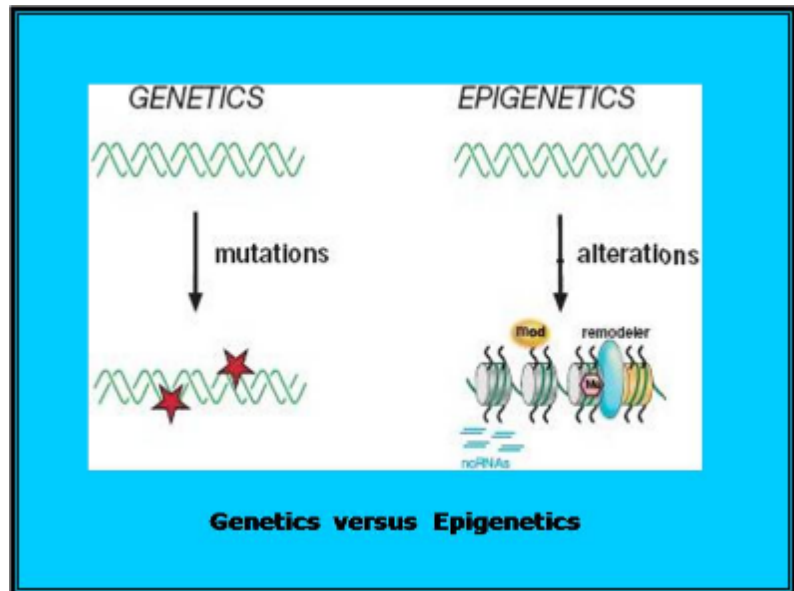 GENETICS
EPIGENETICS
mutations
alterations
mod
remodeler
Me
ncRNAs
Genetics versus Epigenetics